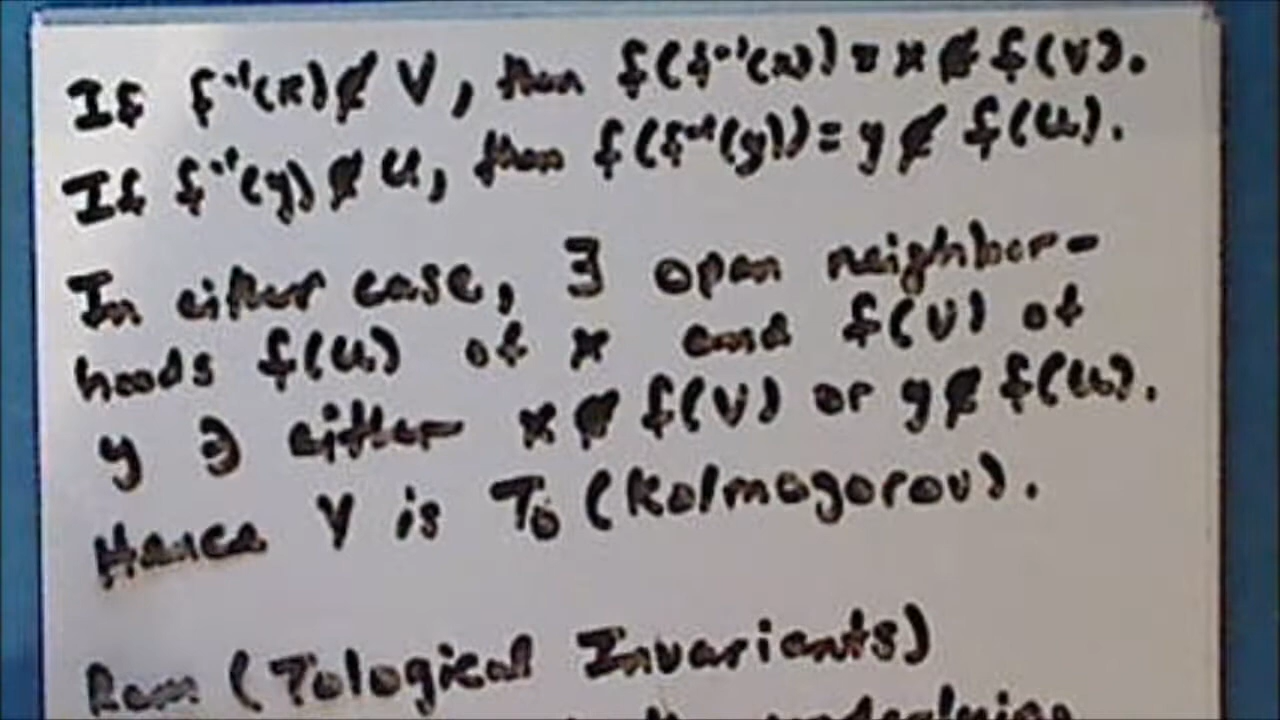 If f⁻¹(x) ∉ V, then f(f⁻¹(x)) = x ∉ f(V).
If f⁻¹(y) ∉ U, then f(f⁻¹(y)) = y ∉ f(U).
In either case, ∃ open neighbor-
hoods f(U) of x and f(V) of
y ∋ either x ∉ f(V) or y ∉ f(U).
Hence Y is T₀ (Kolmogorov).
Rem (Tological Invariants)
underlying